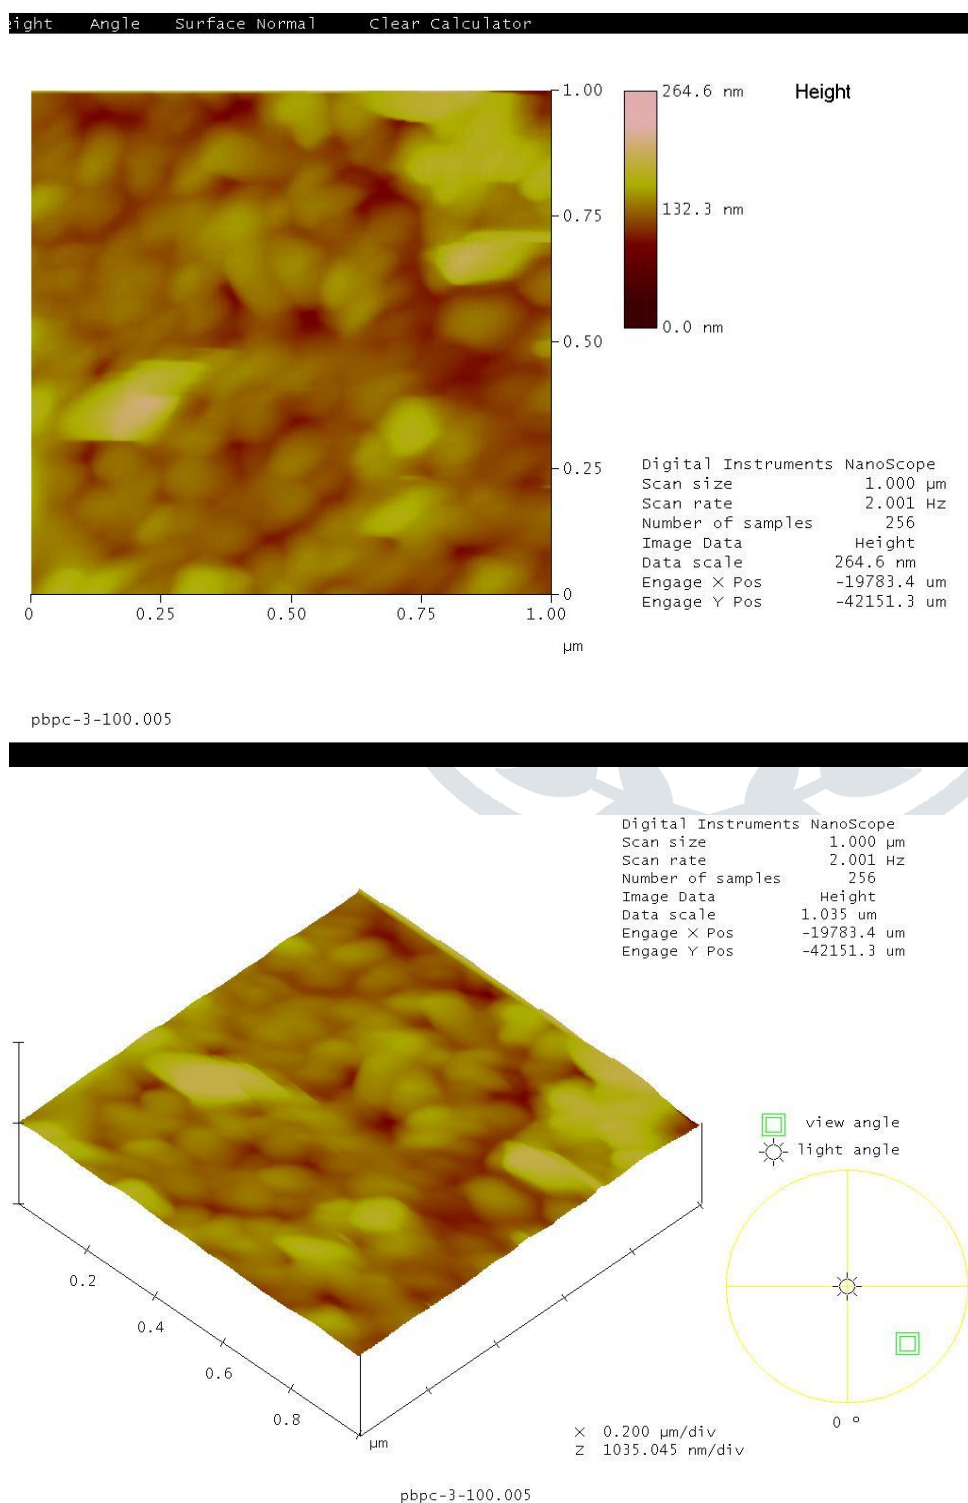 Angle Surface Normal Clear Calculator
1.00 264.6 nm Height
0.75 132.3 nm
0.50 0.0 nm
0.25
0
0 0.25 0.50 0.75 1.00
µm
Digital Instruments NanoScope
Scan size 1.000 µm
Scan rate 2.001 Hz
Number of samples 256
Image Data Height
Data scale 264.6 nm
Engage X Pos -19783.4 um
Engage Y Pos -42151.3 um
pbpc-3-100.005
Digital Instruments NanoScope
Scan size 1.000 µm
Scan rate 2.001 Hz
Number of samples 256
Image Data Height
Data scale 1.035 um
Engage X Pos -19783.4 um
Engage Y Pos -42151.3 um
view angle
light angle
0.2
0.4
0.6
0.8
µm
0 °
X 0.200 µm/div
Z 1035.045 nm/div
pbpc-3-100.005